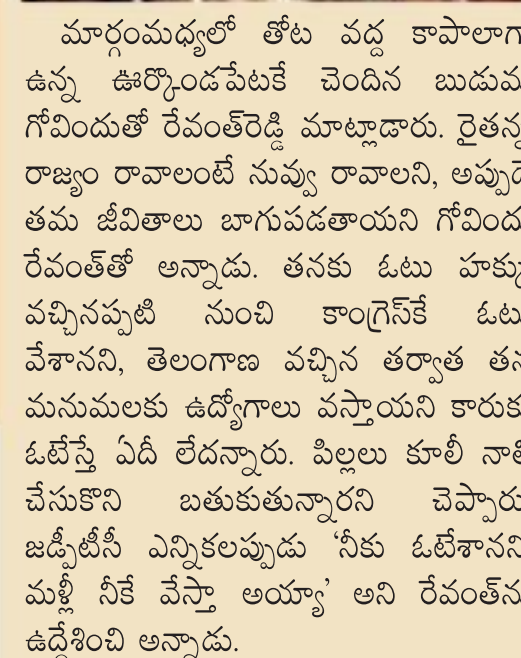 మార్గంమధ్యలో తోట వద్ద కాపాలాగా
ఉన్న ఊర్కొండపేటకే చెందిన బుడుమ
గోవిందుతో రేవంత్‌రెడ్డి మాట్లాడారు. రైతన్న
రాజ్యం రావాలంటే నువ్వు రావాలని, అప్పుడే
తమ జీవితాలు బాగుపడతాయని గోవిందు
రేవంత్‌తో అన్నాడు. తనకు ఓటు హక్కు
వచ్చినప్పటి నుంచి కాంగ్రెస్‌కే ఓటు
వేశానని, తెలంగాణ వచ్చిన తర్వాత తన
మనుమలకు ఉద్యోగాలు వస్తాయని కారుకు
ఓటేస్తే ఏదీ లేదన్నారు. పిల్లలు కూలీ నాలీ
చేసుకొని బతుకుతున్నారని చెప్పారు
జడ్పీటీసీ ఎన్నికలప్పుడు ‘నీకు ఓటేశానని
మళ్లీ నీకే వేస్తా అయ్యా’ అని రేవంత్‌ను
ఉద్దేశించి అన్నాడు.